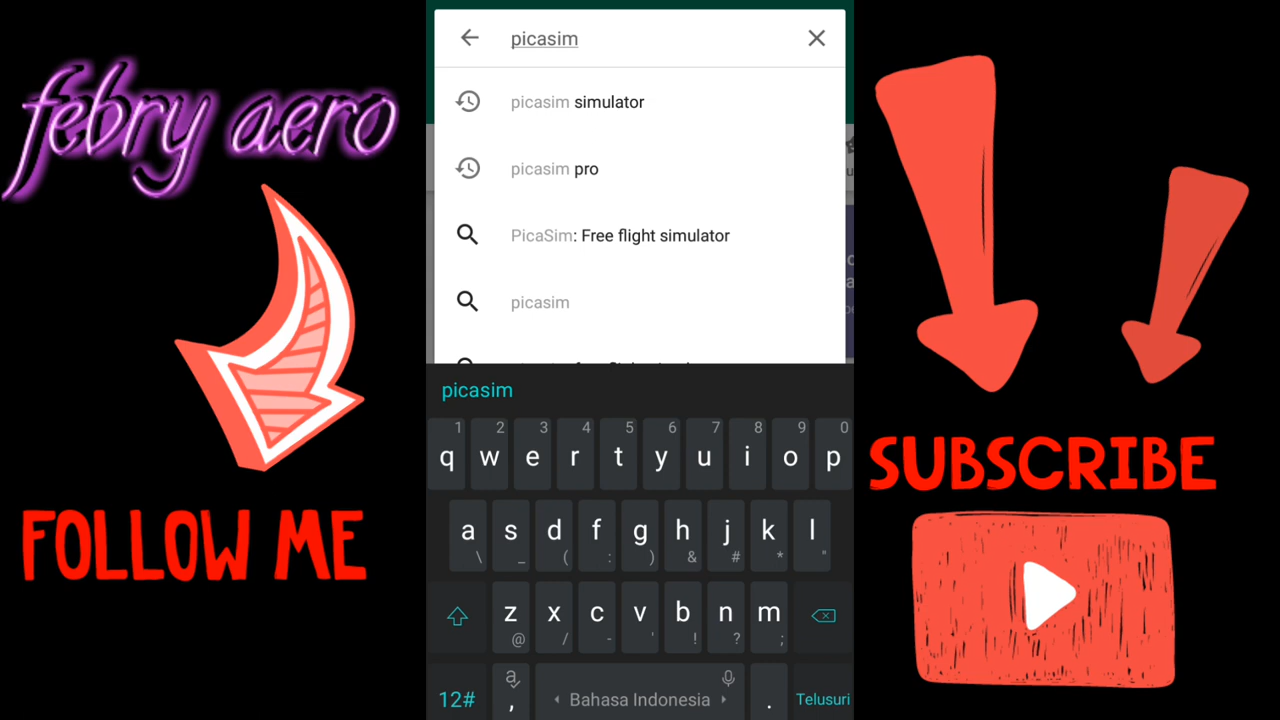 febry aero
FOLLOW ME
picasim
picasim simulator
picasim pro
PicaSim: Free flight simulator
picasim
picasim
1 2 3 4 5 6 7 8 9 0
q w e r t y u i o p
a s d f g h j k l
\ _ ( : ) & # * "
z x c v b n m
@ / - ' ! ? ;
12# , Bahasa Indonesia . Telusuri
SUBSCRIBE